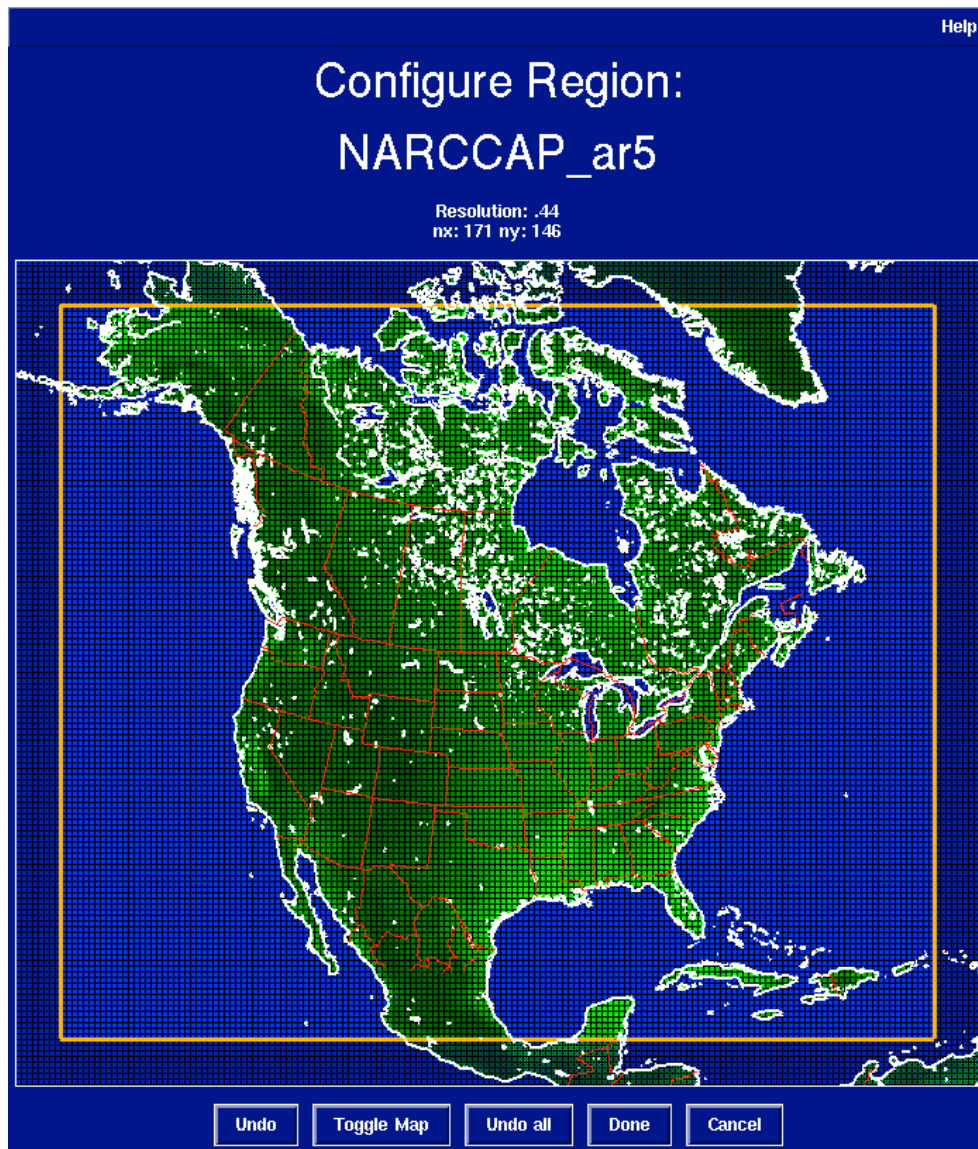 Help
Configure Region:
NARCCAP_ar5
Resolution: .44
nx: 171 ny: 146
Undo
Toggle Map
Undo all
Done
Cancel